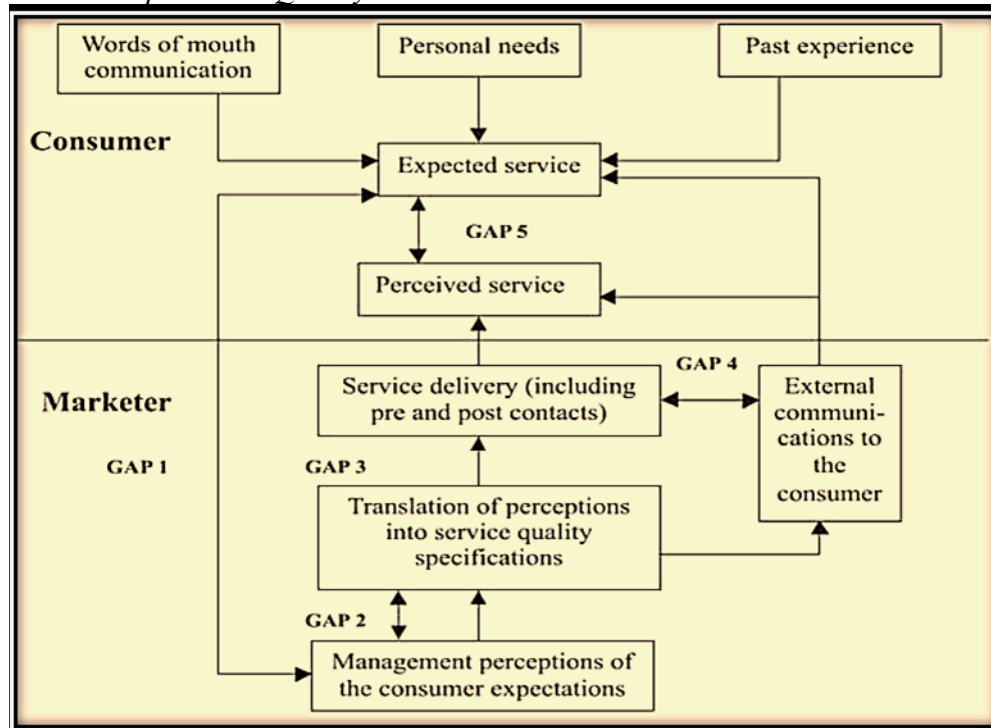 Words of mouth
communication
Personal needs
Past experience
Consumer
Expected service
GAP 5
Perceived service
GAP 4
Marketer
Service delivery (including
pre and post contacts)
External
communi-
cations to
the
consumer
GAP 1
GAP 3
Translation of perceptions
into service quality
specifications
GAP 2
Management perceptions of
the consumer expectations